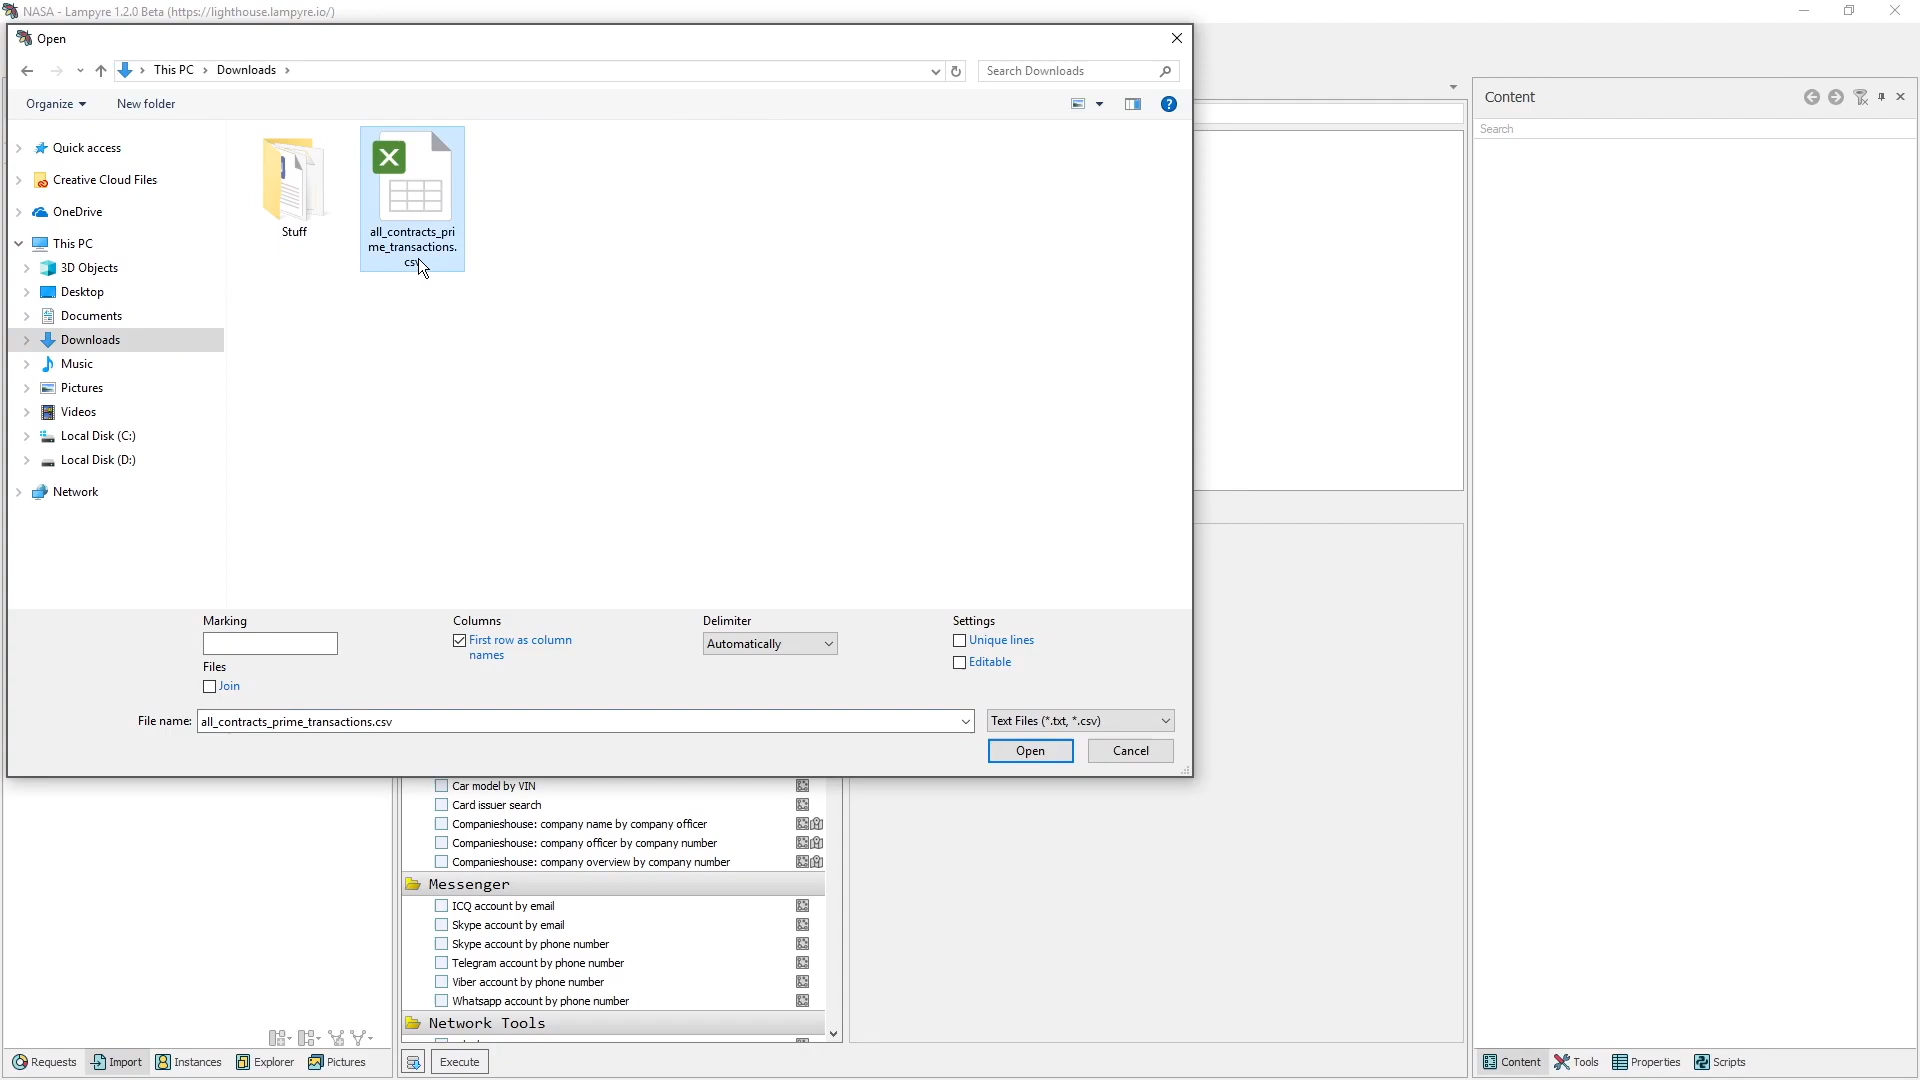 NASA - Lampyre 1.2.0 Beta (https://lighthouse.lampyre.io/)
Open
This PC
Downloads
Search Downloads
Organize
New folder
Quick access
Creative Cloud Files
OneDrive
This PC
3D Objects
Desktop
Documents
Downloads
Music
Pictures
Videos
Local Disk (C:)
Local Disk (D:)
Network
Stuff
all_contracts_pri
me_transactions.
csv
Marking
Files
Join
Columns
First row as column
names
Delimiter
Automatically
Settings
Unique lines
Editable
File name:
all_contracts_prime_transactions.csv
Text Files (*.txt, *.csv)
Open
Cancel
Car model by VIN
Card issuer search
Companieshouse: company name by company officer
Companieshouse: company officer by company number
Companieshouse: company overview by company number
Messenger
ICQ account by email
Skype account by email
Skype account by phone number
Telegram account by phone number
Viber account by phone number
Whatsapp account by phone number
Network Tools
Requests
Import
Instances
Explorer
Pictures
Execute
Content
Search
Content
Tools
Properties
Scripts